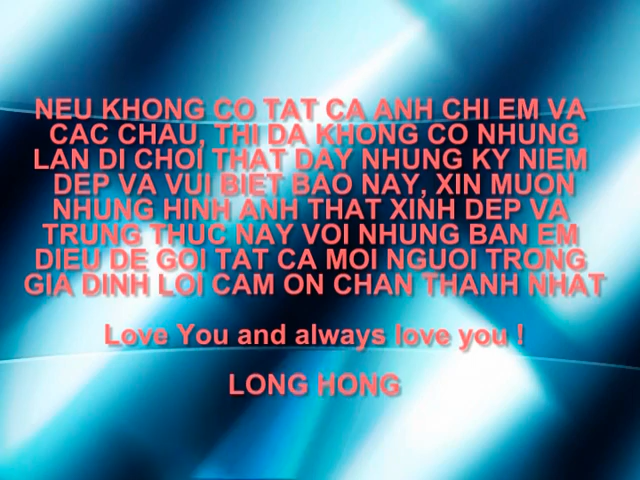 NEU KHONG CO TAT CA ANH CHI EM VA
CAC CHAU, THI DA KHONG CO NHUNG
LAN DI CHOI THAT DAY NHUNG KY NIEM
DEP VA VUI BIET BAO NAY, XIN MUON
NHUNG HINH ANH THAT XINH DEP VA
TRUNG THUC NAY VOI NHUNG BAN EM
DIEU DE GOI TAT CA MOI NGUOI TRONG
GIA DINH LOI CAM ON CHAN THANH NHAT
Love You and always love you !
LONG HONG